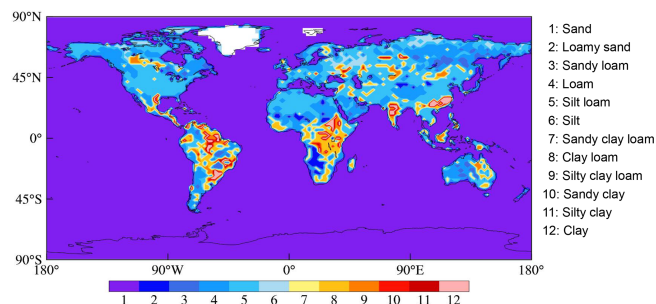 90°N
45°N
0°
45°S
90°S
180°
90°W
0°
90°E
180°
1 2 3 4 5 6 7 8 9 10 11 12
1: Sand
2: Loamy sand
3: Sandy loam
4: Loam
5: Silt loam
6: Silt
7: Sandy clay loam
8: Clay loam
9: Silty clay loam
10: Sandy clay
11: Silty clay
12: Clay